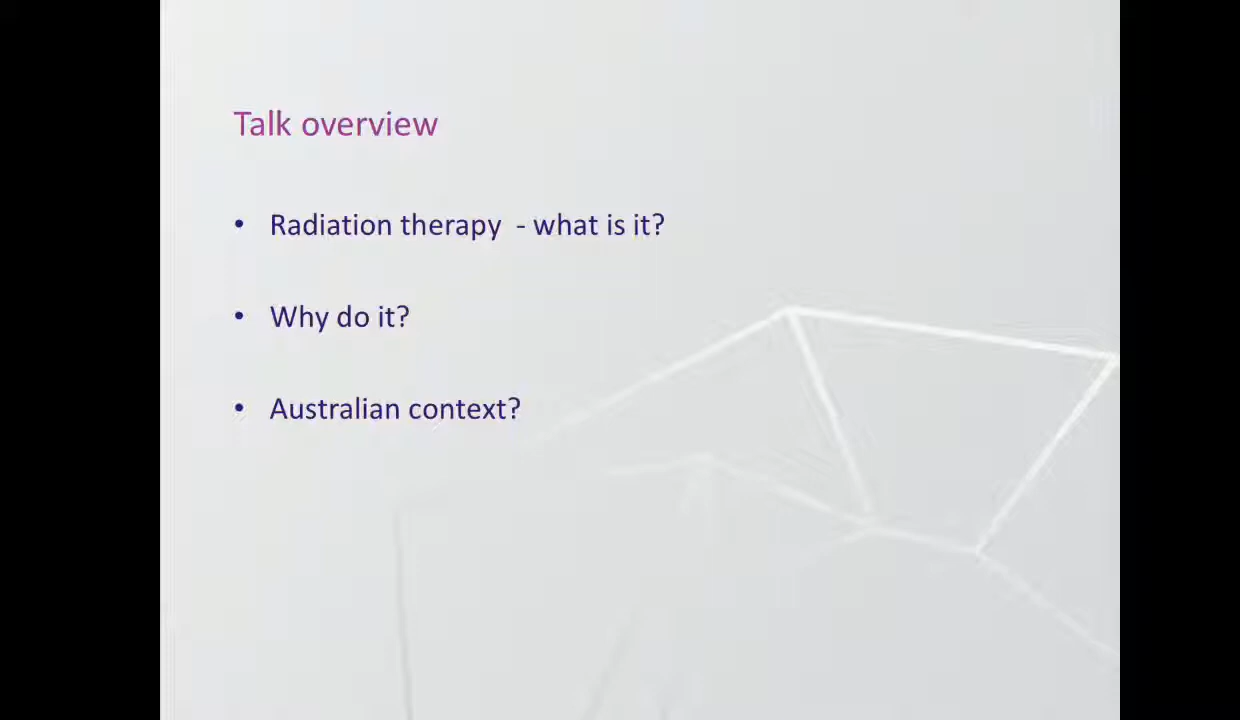 Talk overview
• Radiation therapy - what is it?
• Why do it?
• Australian context?